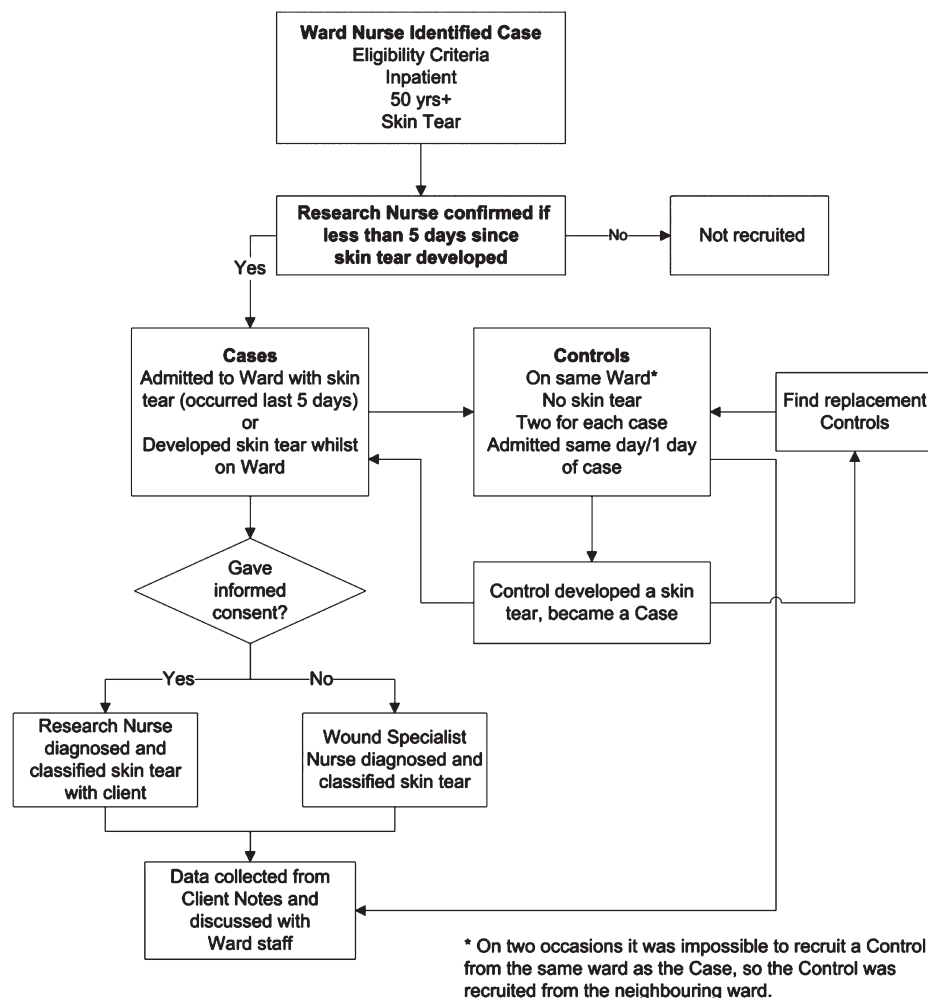 Ward Nurse Identified Case
Eligibility Criteria
Inpatient
50 yrs+
Skin Tear
Research Nurse confirmed if
less than 5 days since
skin tear developed
No
Not recruited
Yes
Cases
Admitted to Ward with skin
tear (occurred last 5 days)
or
Developed skin tear whilst
on Ward
Controls
On same Ward*
No skin tear
Two for each case
Admitted same day/1 day
of case
Find replacement
Controls
Gave
informed
consent?
Control developed a skin
tear, became a Case
Yes
No
Research Nurse
diagnosed and
classified skin tear
with client
Wound Specialist
Nurse diagnosed and
classified skin tear
Data collected from
Client Notes and
discussed with
Ward staff
* On two occasions it was impossible to recruit a Control
from the same ward as the Case, so the Control was
recruited from the neighbouring ward.